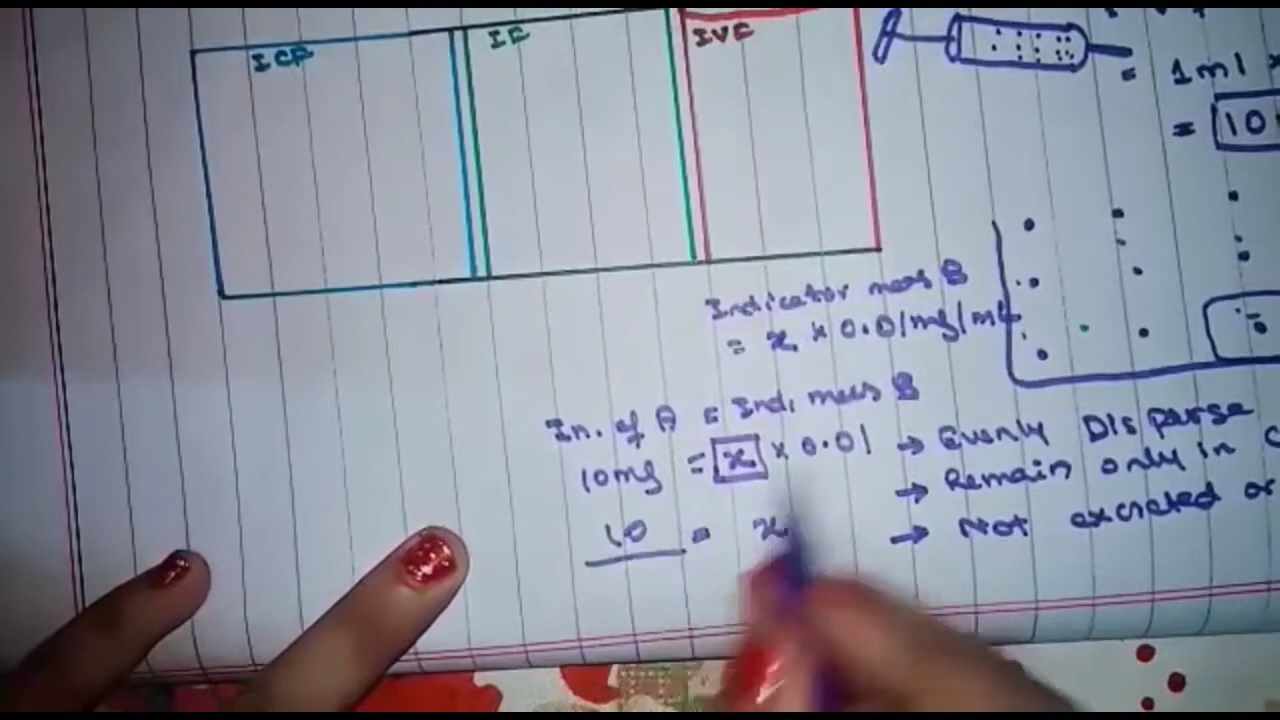 ICF IF IVF
= 1ml
= 10
Indicator mass B
= x × 0.01mg/ml
In. of A = Ind. mass B
10mg = x × 0.01
10 = x
→ Evenly Disparse
→ Remain only in C
→ Not excreted or